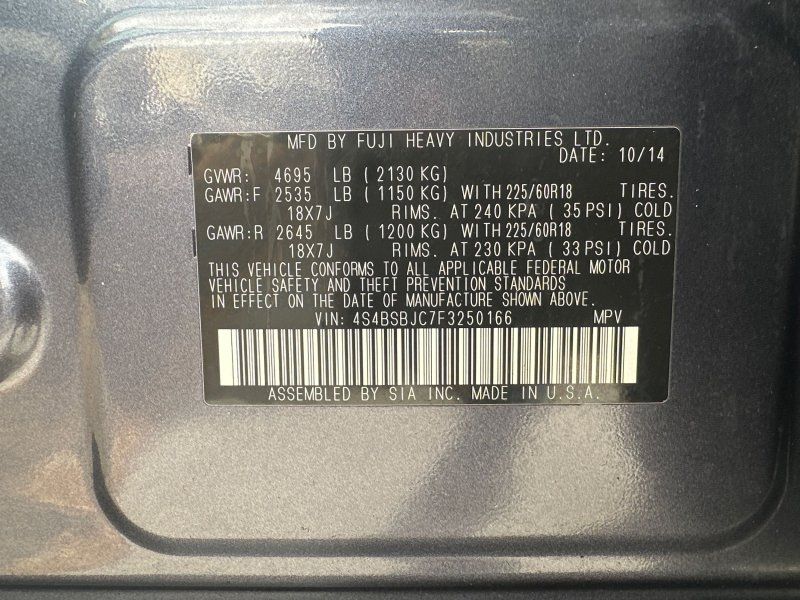 MFD BY FUJI HEAVY INDUSTRIES LTD.
DATE: 10/14
GVWR: 4695 LB (2130 KG)
GAWR:F 2535 LB (1150 KG) WITH 225/60R18 TIRES.
18X7J RIMS. AT 240 KPA (35 PSI) COLD
GAWR:R 2645 LB (1200 KG) WITH 225/60R18 TIRES.
18X7J RIMS. AT 230 KPA (33 PSI) COLD
THIS VEHICLE CONFORMS TO ALL APPLICABLE FEDERAL MOTOR
VEHICLE SAFETY AND THEFT PREVENTION STANDARDS
IN EFFECT ON THE DATE OF MANUFACTURE SHOWN ABOVE.
VIN: 4S4BSBJC7F3250166 MPV
ASSEMBLED BY SIA INC. MADE IN U.S.A.